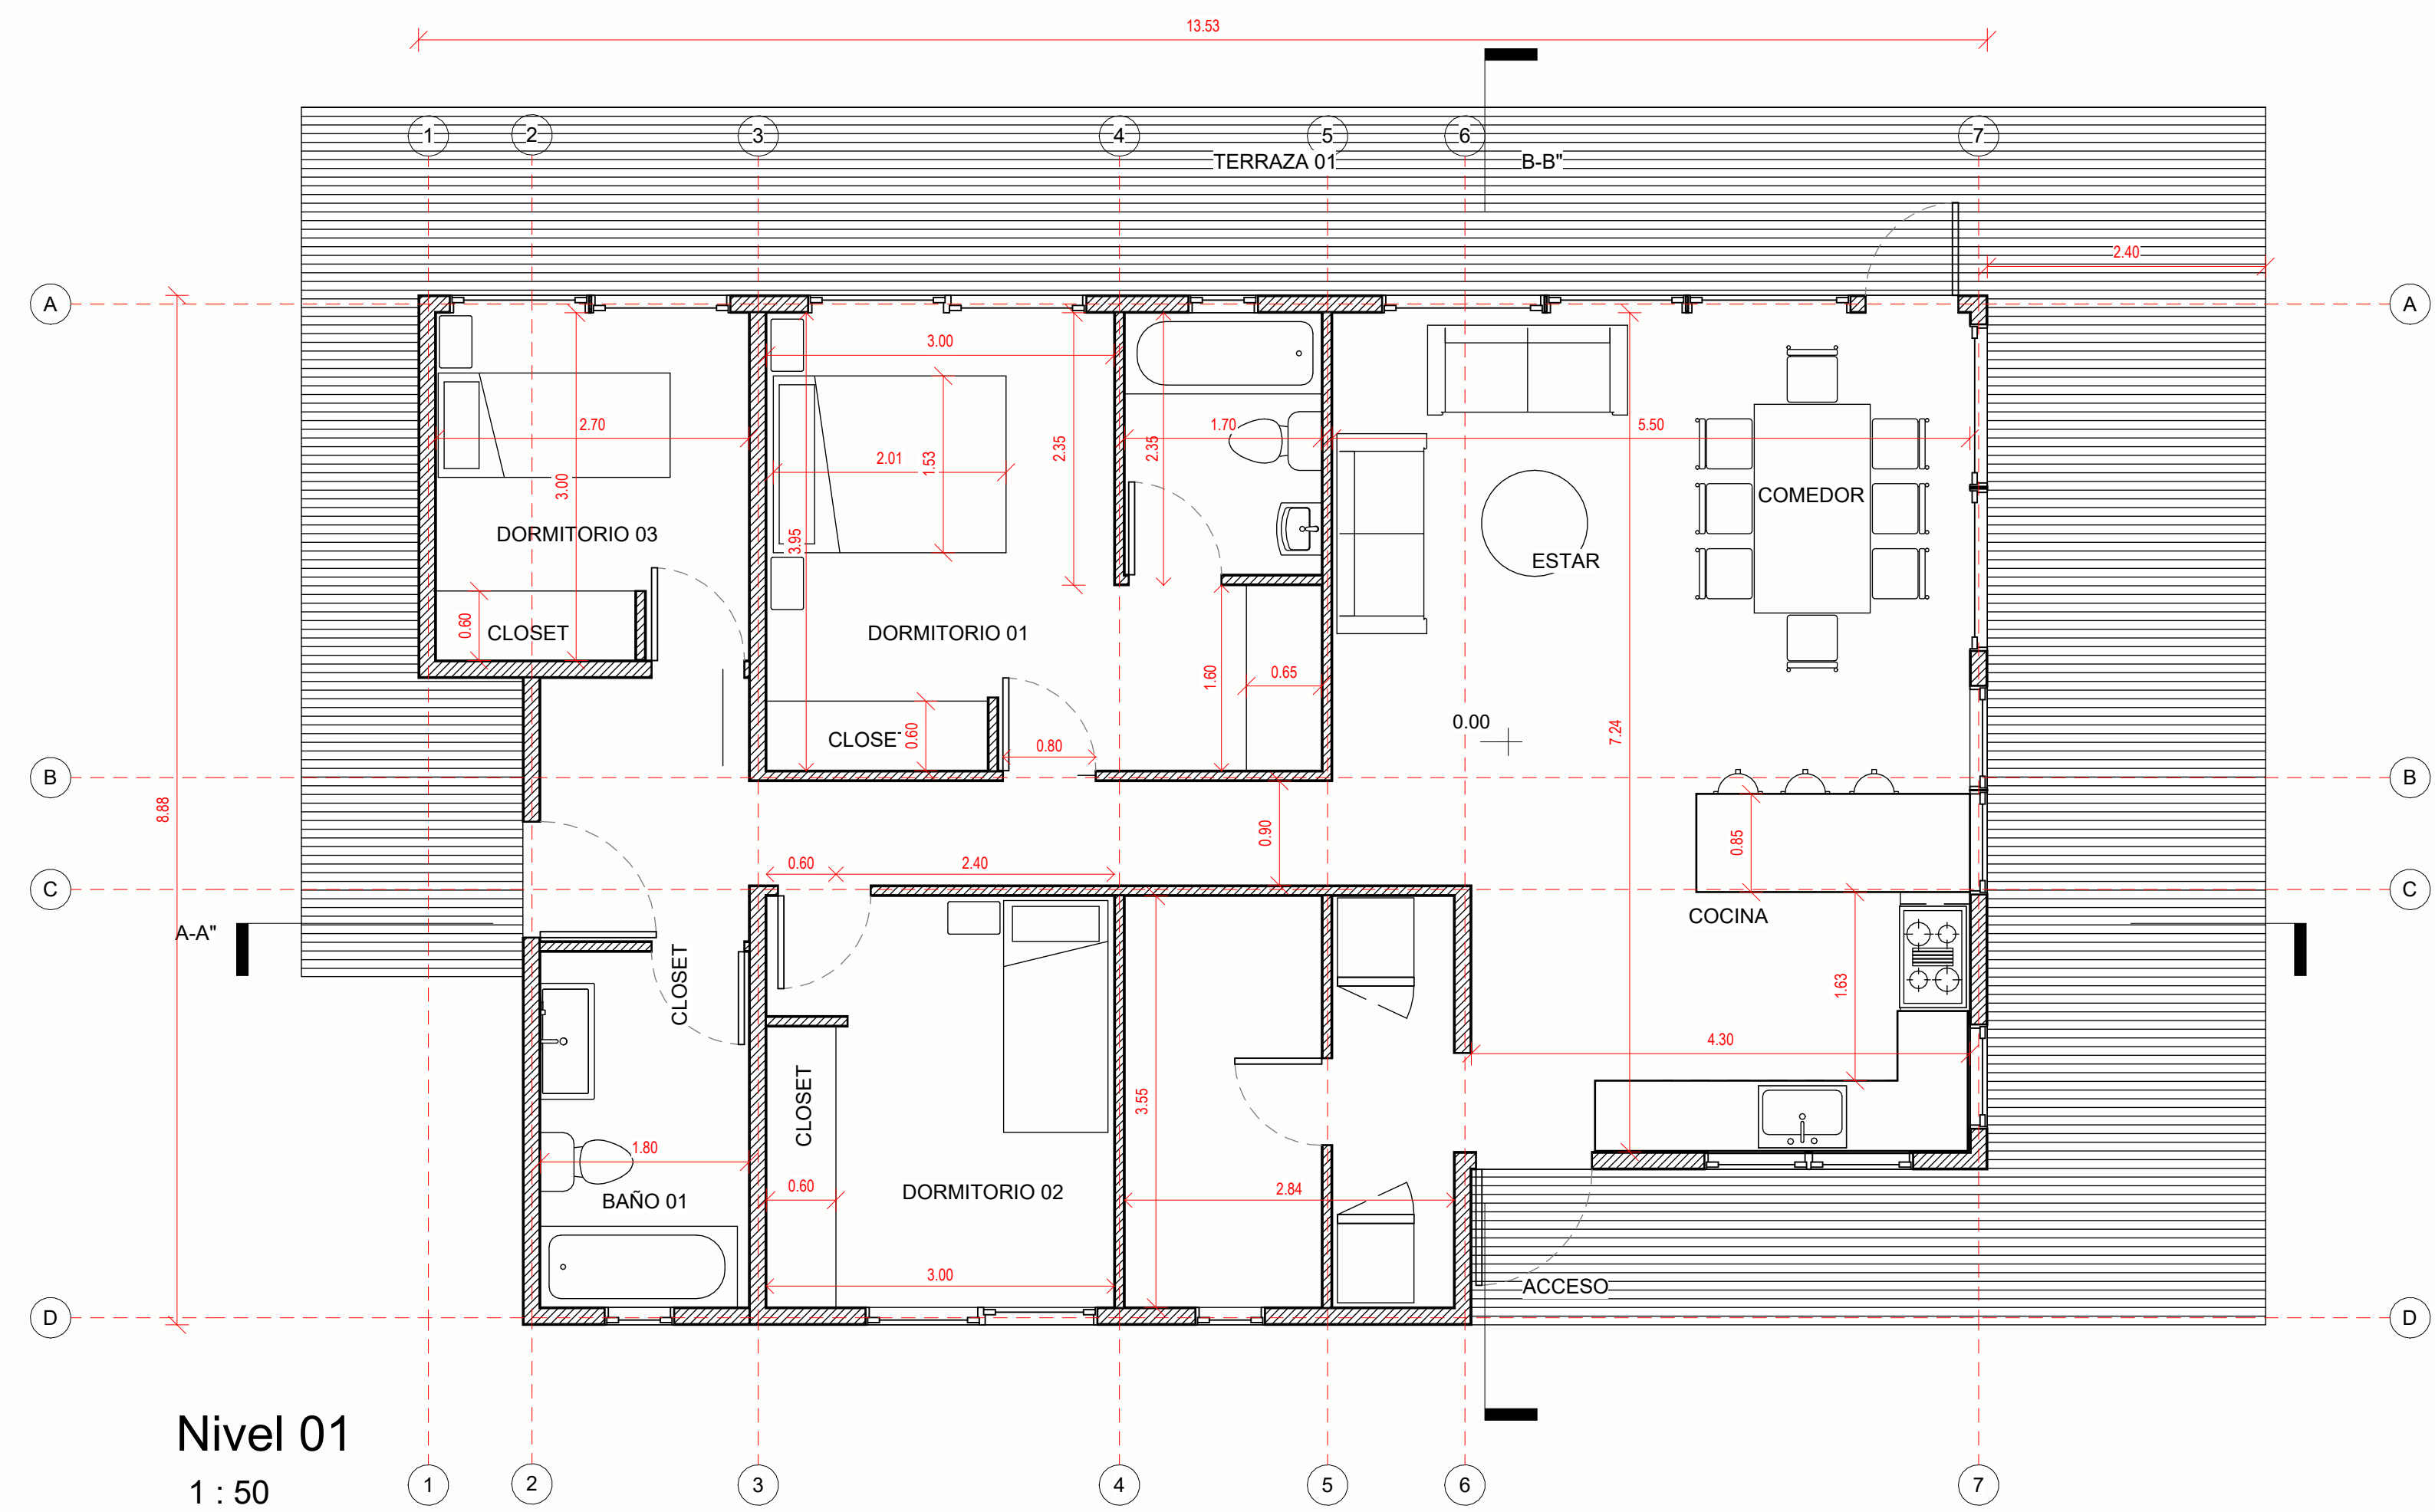 13.53
1 2 3 4 5 6 7
TERRAZA 01 B-B"
2.40
A A
3.00
2.70 1.70 5.50
2.35 2.35
2.01 1.53
3.00
COMEDOR
DORMITORIO 03
3.95
ESTAR
0.60 CLOSET
DORMITORIO 01
1.60 0.65
0.00
7.24
CLOSE 0.60
0.80
B B
8.88
0.90
0.85
0.60 2.40
C C
COCINA
A-A"
CLOSET
1.63
4.30
CLOSET
3.55
1.80
0.60 DORMITORIO 02 2.84
BAÑO 01
3.00
ACCESO
D D
Nivel 01
1 : 50
1 2 3 4 5 6 7